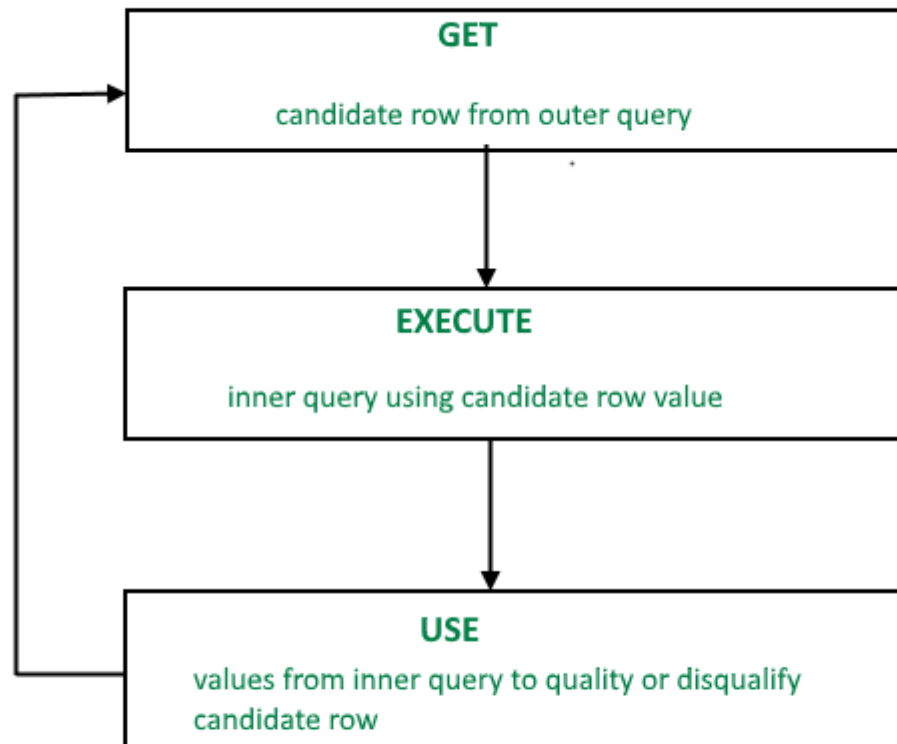 GET
candidate row from outer query
EXECUTE
inner query using candidate row value
USE
values from inner query to quality or disqualify
candidate row